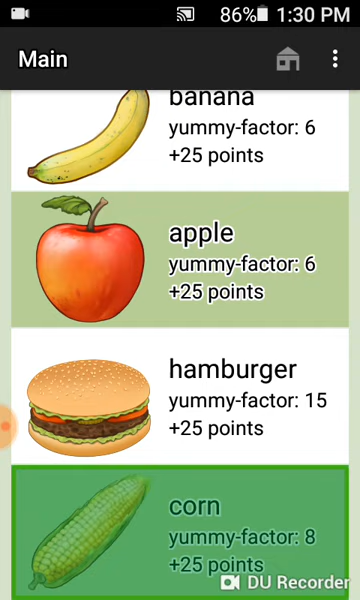 86% 1:30 PM
Main
banana
yummy-factor: 6
+25 points
apple
yummy-factor: 6
+25 points
hamburger
yummy-factor: 15
+25 points
corn
yummy-factor: 8
+25 points
DU Recorder